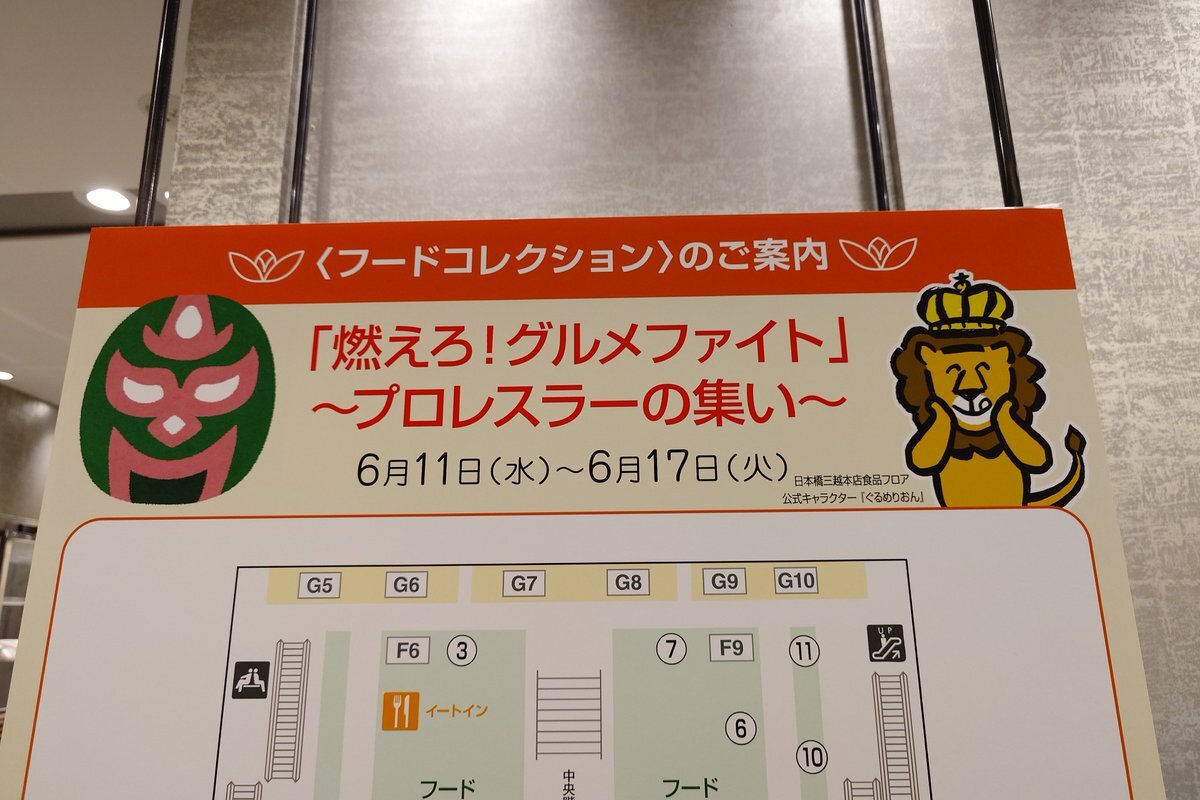 〈フードコレクション〉のご案内
「燃えろ！グルメファイト」
～プロレスラーの集い～
6月11日（水）～6月17日（火）
日本橋三越本店食品フロア
公式キャラクター『ぐるめりおん』
G5 G6 G7 G8 G9 G10
F6 ③ ⑦ F9 ⑪
UP
イートイン
⑥
⑩
フード
中央階
フード